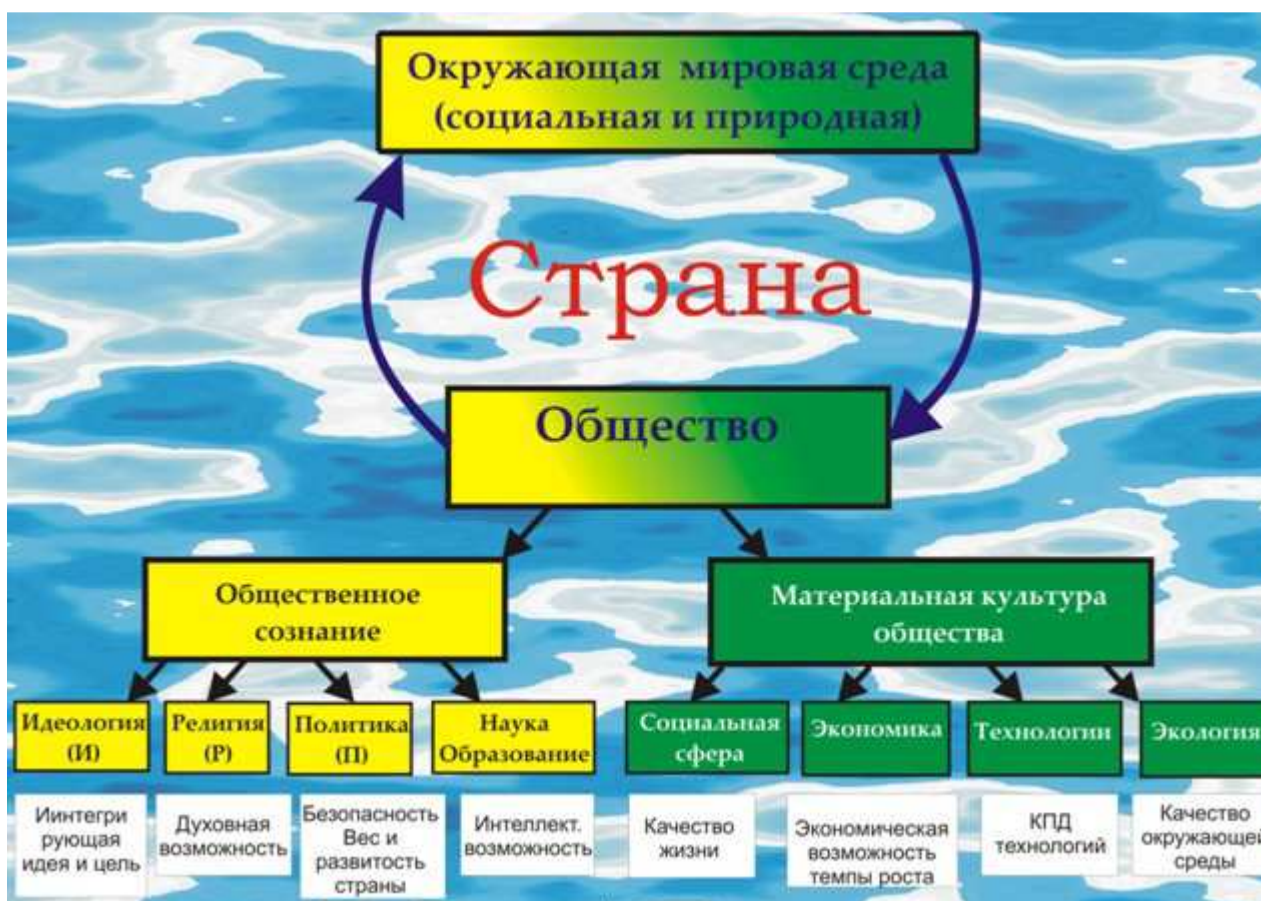 Окружающая мировая среда
(социальная и природная)
Страна
Общество
Общественное
сознание
Материальная культура
общества
Идеология
(И)
Религия
(Р)
Политика
(П)
Наука
Образование
Социальная
сфера
Экономика
Технологии
Экология
Иинтегри
рующая
идея и цель
Духовная
возможность
Безопасность
Вес и
развитость
страны
Интеллект.
возможность
Качество
жизни
Экономическая
возможность
темпы роста
КПД
технологий
Качество
окружающей
среды